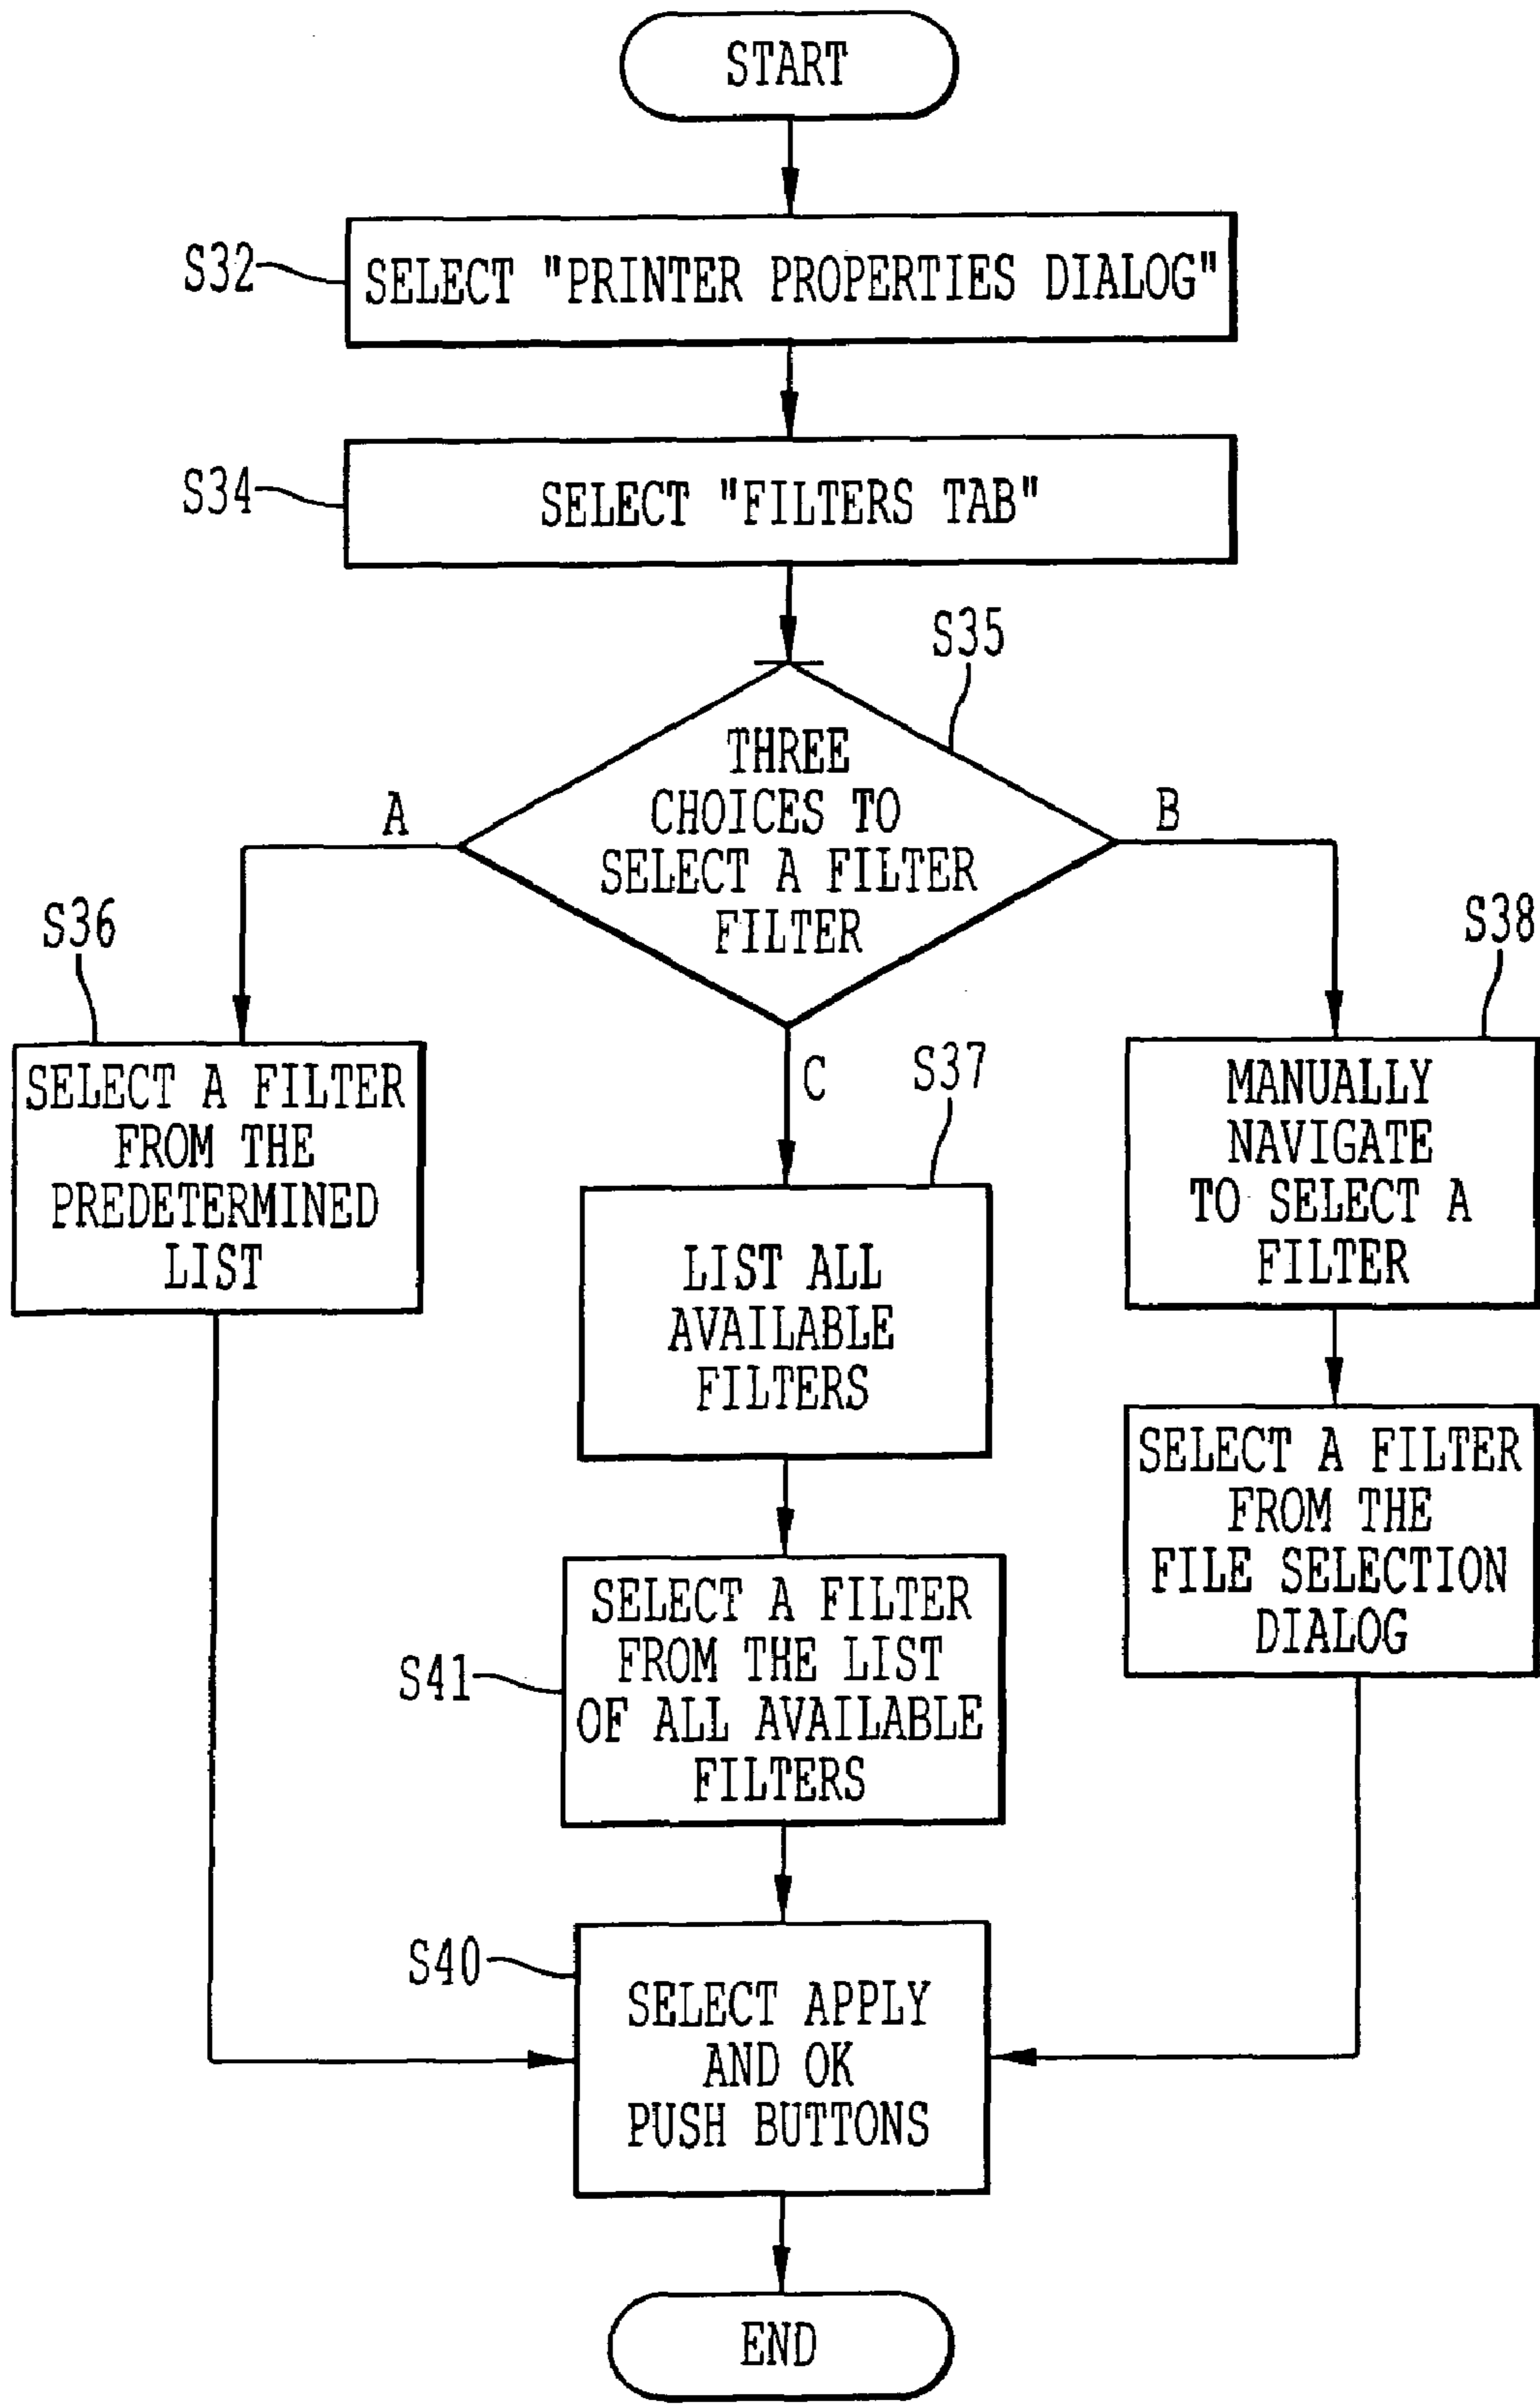 START
S32
SELECT "PRINTER PROPERTIES DIALOG"
S34
SELECT "FILTERS TAB"
S35
THREE
CHOICES TO
SELECT A FILTER
FILTER
A
B
C
S36
SELECT A FILTER
FROM THE
PREDETERMINED
LIST
S37
LIST ALL
AVAILABLE
FILTERS
S38
MANUALLY
NAVIGATE
TO SELECT A
FILTER
SELECT A FILTER
FROM THE
FILE SELECTION
DIALOG
S41
SELECT A FILTER
FROM THE LIST
OF ALL AVAILABLE
FILTERS
S40
SELECT APPLY
AND OK
PUSH BUTTONS
END